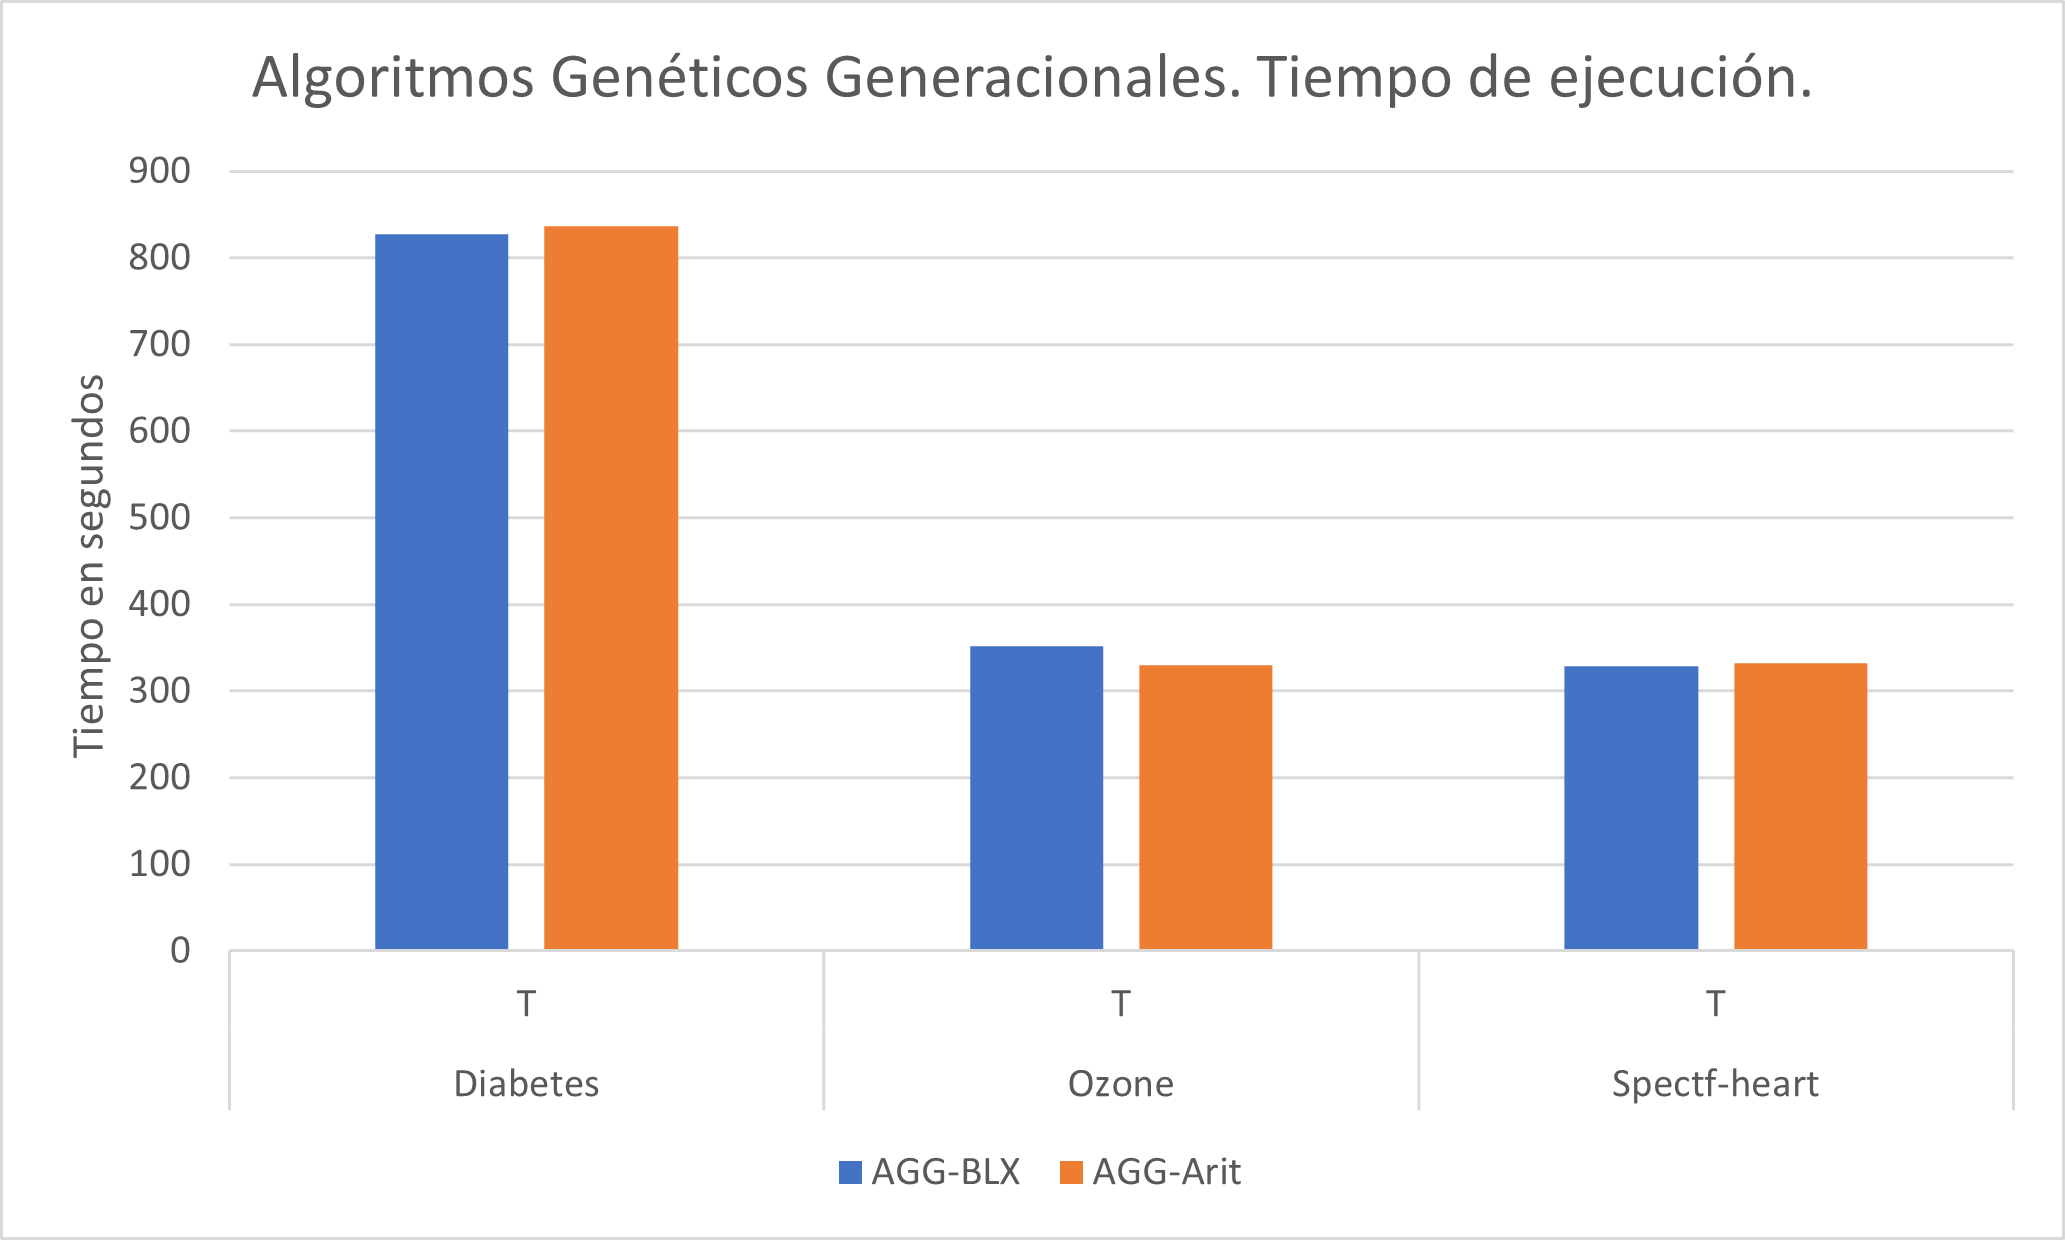 Algoritmos Genéticos Generacionales. Tiempo de ejecución.
Tiempo en segundos
900
800
700
600
500
400
300
200
100
0
T T T
Diabetes Ozone Spectf-heart
AGG-BLX AGG-Arit